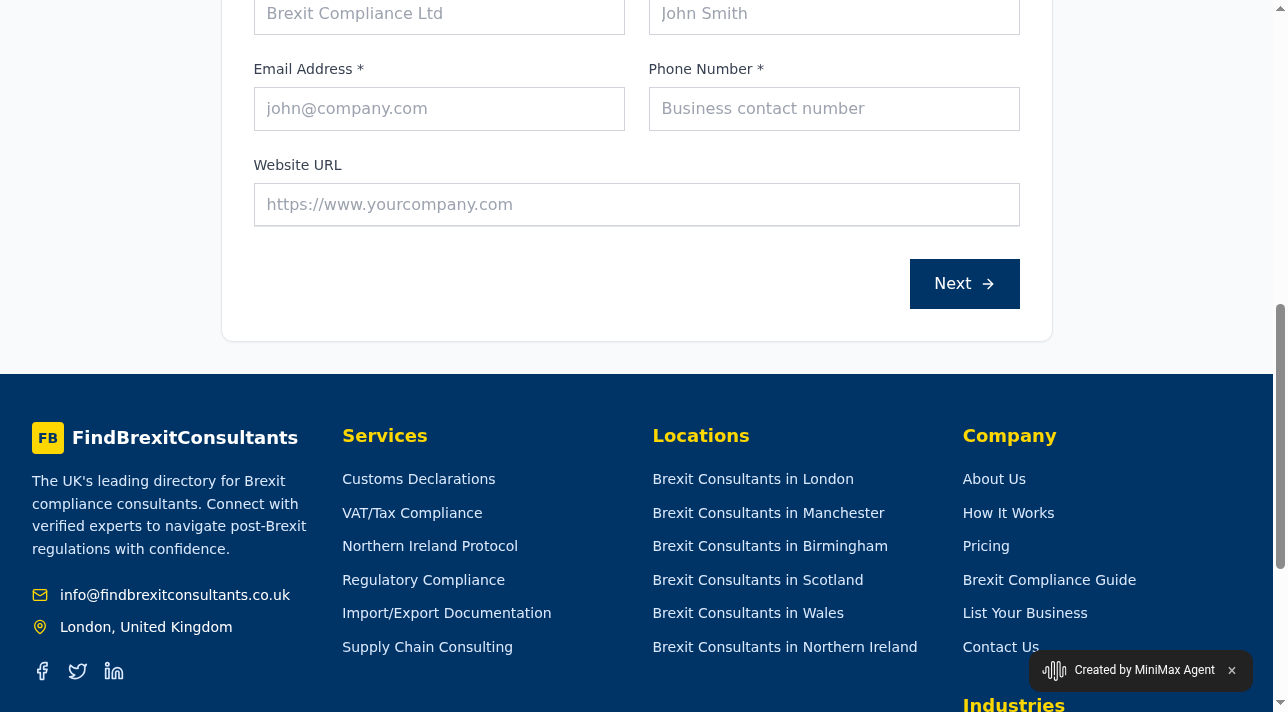 Brexit Compliance Ltd
John Smith
Email Address *
Phone Number *
john@company.com
Business contact number
Website URL
https://www.yourcompany.com
Next
FB FindBrexitConsultants
The UK's leading directory for Brexit
compliance consultants. Connect with
verified experts to navigate post-Brexit
regulations with confidence.
info@findbrexitconsultants.co.uk
London, United Kingdom
Services
Customs Declarations
VAT/Tax Compliance
Northern Ireland Protocol
Regulatory Compliance
Import/Export Documentation
Supply Chain Consulting
Locations
Brexit Consultants in London
Brexit Consultants in Manchester
Brexit Consultants in Birmingham
Brexit Consultants in Scotland
Brexit Consultants in Wales
Brexit Consultants in Northern Ireland
Company
About Us
How It Works
Pricing
Brexit Compliance Guide
List Your Business
Contact Us
Industries
Created by MiniMax Agent ×